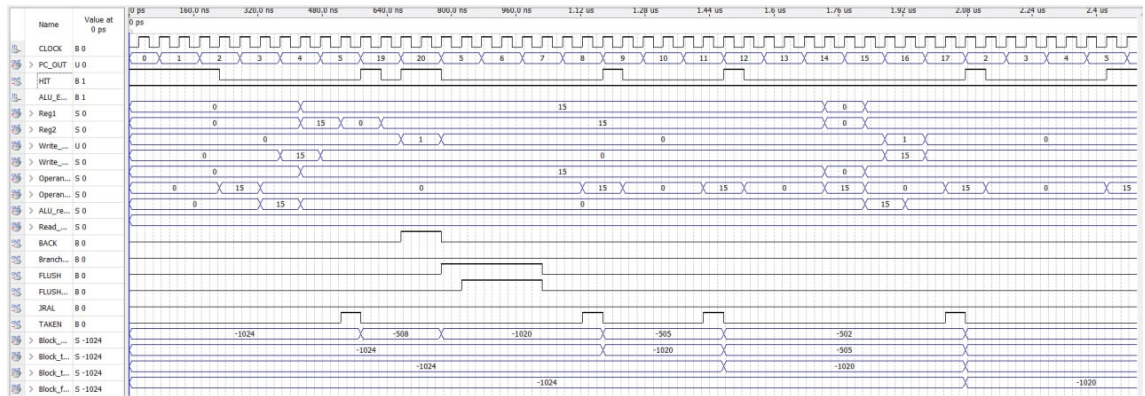 0 ps 160.0 ns 320.0 ns 480.0 ns 640.0 ns 800.0 ns 960.0 ns 1.12 us 1.28 us 1.44 us 1.6 us 1.76 us 1.92 us 2.08 us 2.24 us 2.4 us
Name Value at 0 ps 0 ps
CLOCK B 0
> PC_OUT U 0 0 1 2 3 4 5 19 20 5 6 7 8 9 10 11 12 13 14 15 16 17 2 3 4 5
HIT B 1
ALU_E... B 1
> Reg1 S 0 0 15 0
> Reg2 S 0 0 15 0 15 0
> Write_... U 0 0 1 0 1 0
> Write_... S 0 0 15 0 15
> Operan... S 0 0 15 0
> Operan... S 0 0 15 0 15 0 15 0 15 0 15 0 15
> ALU_re... S 0 0 15 0 15
> Read_... S 0
BACK B 0
Branch... B 0
FLUSH B 0
FLUSH... B 0
JRAL B 0
TAKEN B 0
> Block_... S -1024 -1024 -508 -1020 -505 -502
> Block_t... S -1024 -1024 -1020 -505
> Block_t... S -1024 -1024 -1020
> Block_f... S -1024 -1024 -1020